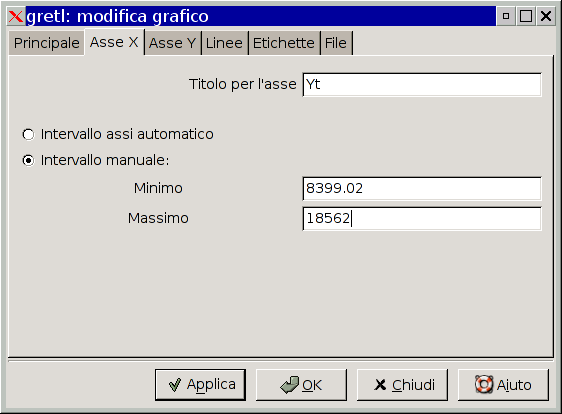 gretl: modifica grafico
Principale Asse X Asse Y Linee Etichette File
Titolo per l'asse Yt
Intervallo assi automatico
Intervallo manuale:
Minimo 8399.02
Massimo 18562
Applica OK Chiudi Aiuto